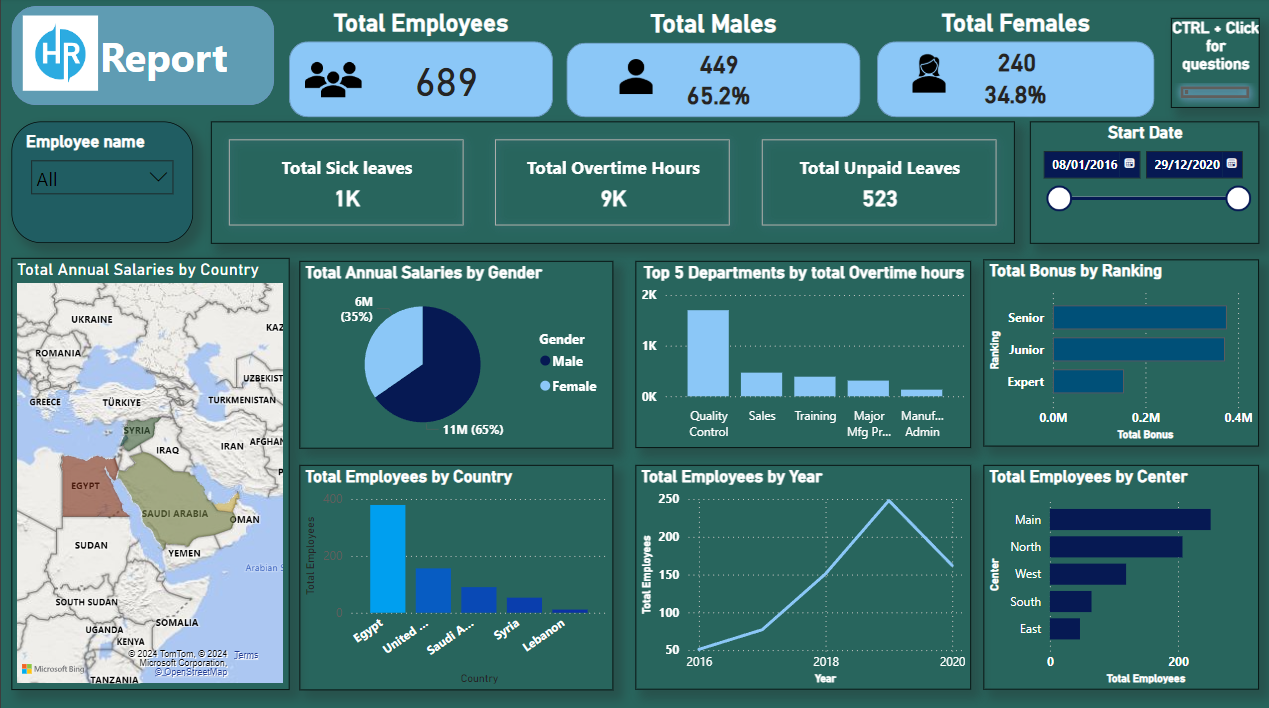 HR Report
Total Employees
689
Total Males
449
65.2%
Total Females
240
34.8%
CTRL + Click
for
questions
Employee name
All
Total Sick leaves
1K
Total Overtime Hours
9K
Total Unpaid Leaves
523
Start Date
08/01/2016
29/12/2020
Total Annual Salaries by Country
UKRAINE
KAZ
ROMANIA
UZBEKIST
GREECE
TÜRKIYE
TURKMENISTAN
SYRIA
IRAQ
IRAN
AFGHAN
P
EGYPT
SAUDI ARABIA
OMAN
SUDAN
YEMEN
Arabian S
SOUTH SUDAN
SOMALIA
UGANDA
KENYA
TANZANIA
© 2024 TomTom, © 2024
Microsoft Corporation,
© OpenStreetMap
Terms
Microsoft Bing
Total Annual Salaries by Gender
6M
(35%)
11M (65%)
Gender
Male
Female
Top 5 Departments by total Overtime hours
2K
1K
0K
Quality
Control
Sales
Training
Major
Mfg Pr...
Manuf...
Admin
Total Bonus by Ranking
Ranking
Senior
Junior
Expert
0.0M
0.2M
0.4M
Total Bonus
Total Employees by Country
Total Employees
400
200
0
Egypt
United ...
Saudi A...
Syria
Lebanon
Country
Total Employees by Year
Total Employees
250
200
150
100
50
2016
2018
2020
Year
Total Employees by Center
Center
Main
North
West
South
East
0
200
Total Employees